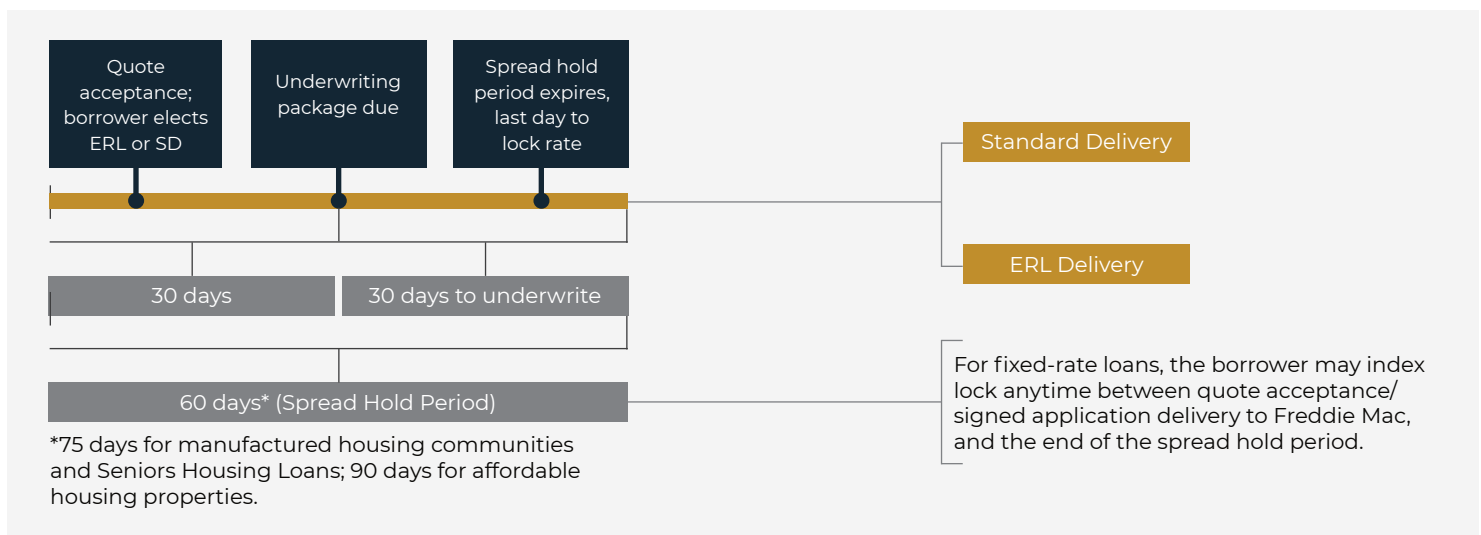 Quote
acceptance;
borrower elects
ERL or SD
Underwriting
package due
Spread hold
period expires,
last day to
lock rate
Standard Delivery
ERL Delivery
30 days
30 days to underwrite
60 days* (Spread Hold Period)
*75 days for manufactured housing communities
and Seniors Housing Loans; 90 days for affordable
housing properties.
For fixed-rate loans, the borrower may index
lock anytime between quote acceptance/
signed application delivery to Freddie Mac,
and the end of the spread hold period.